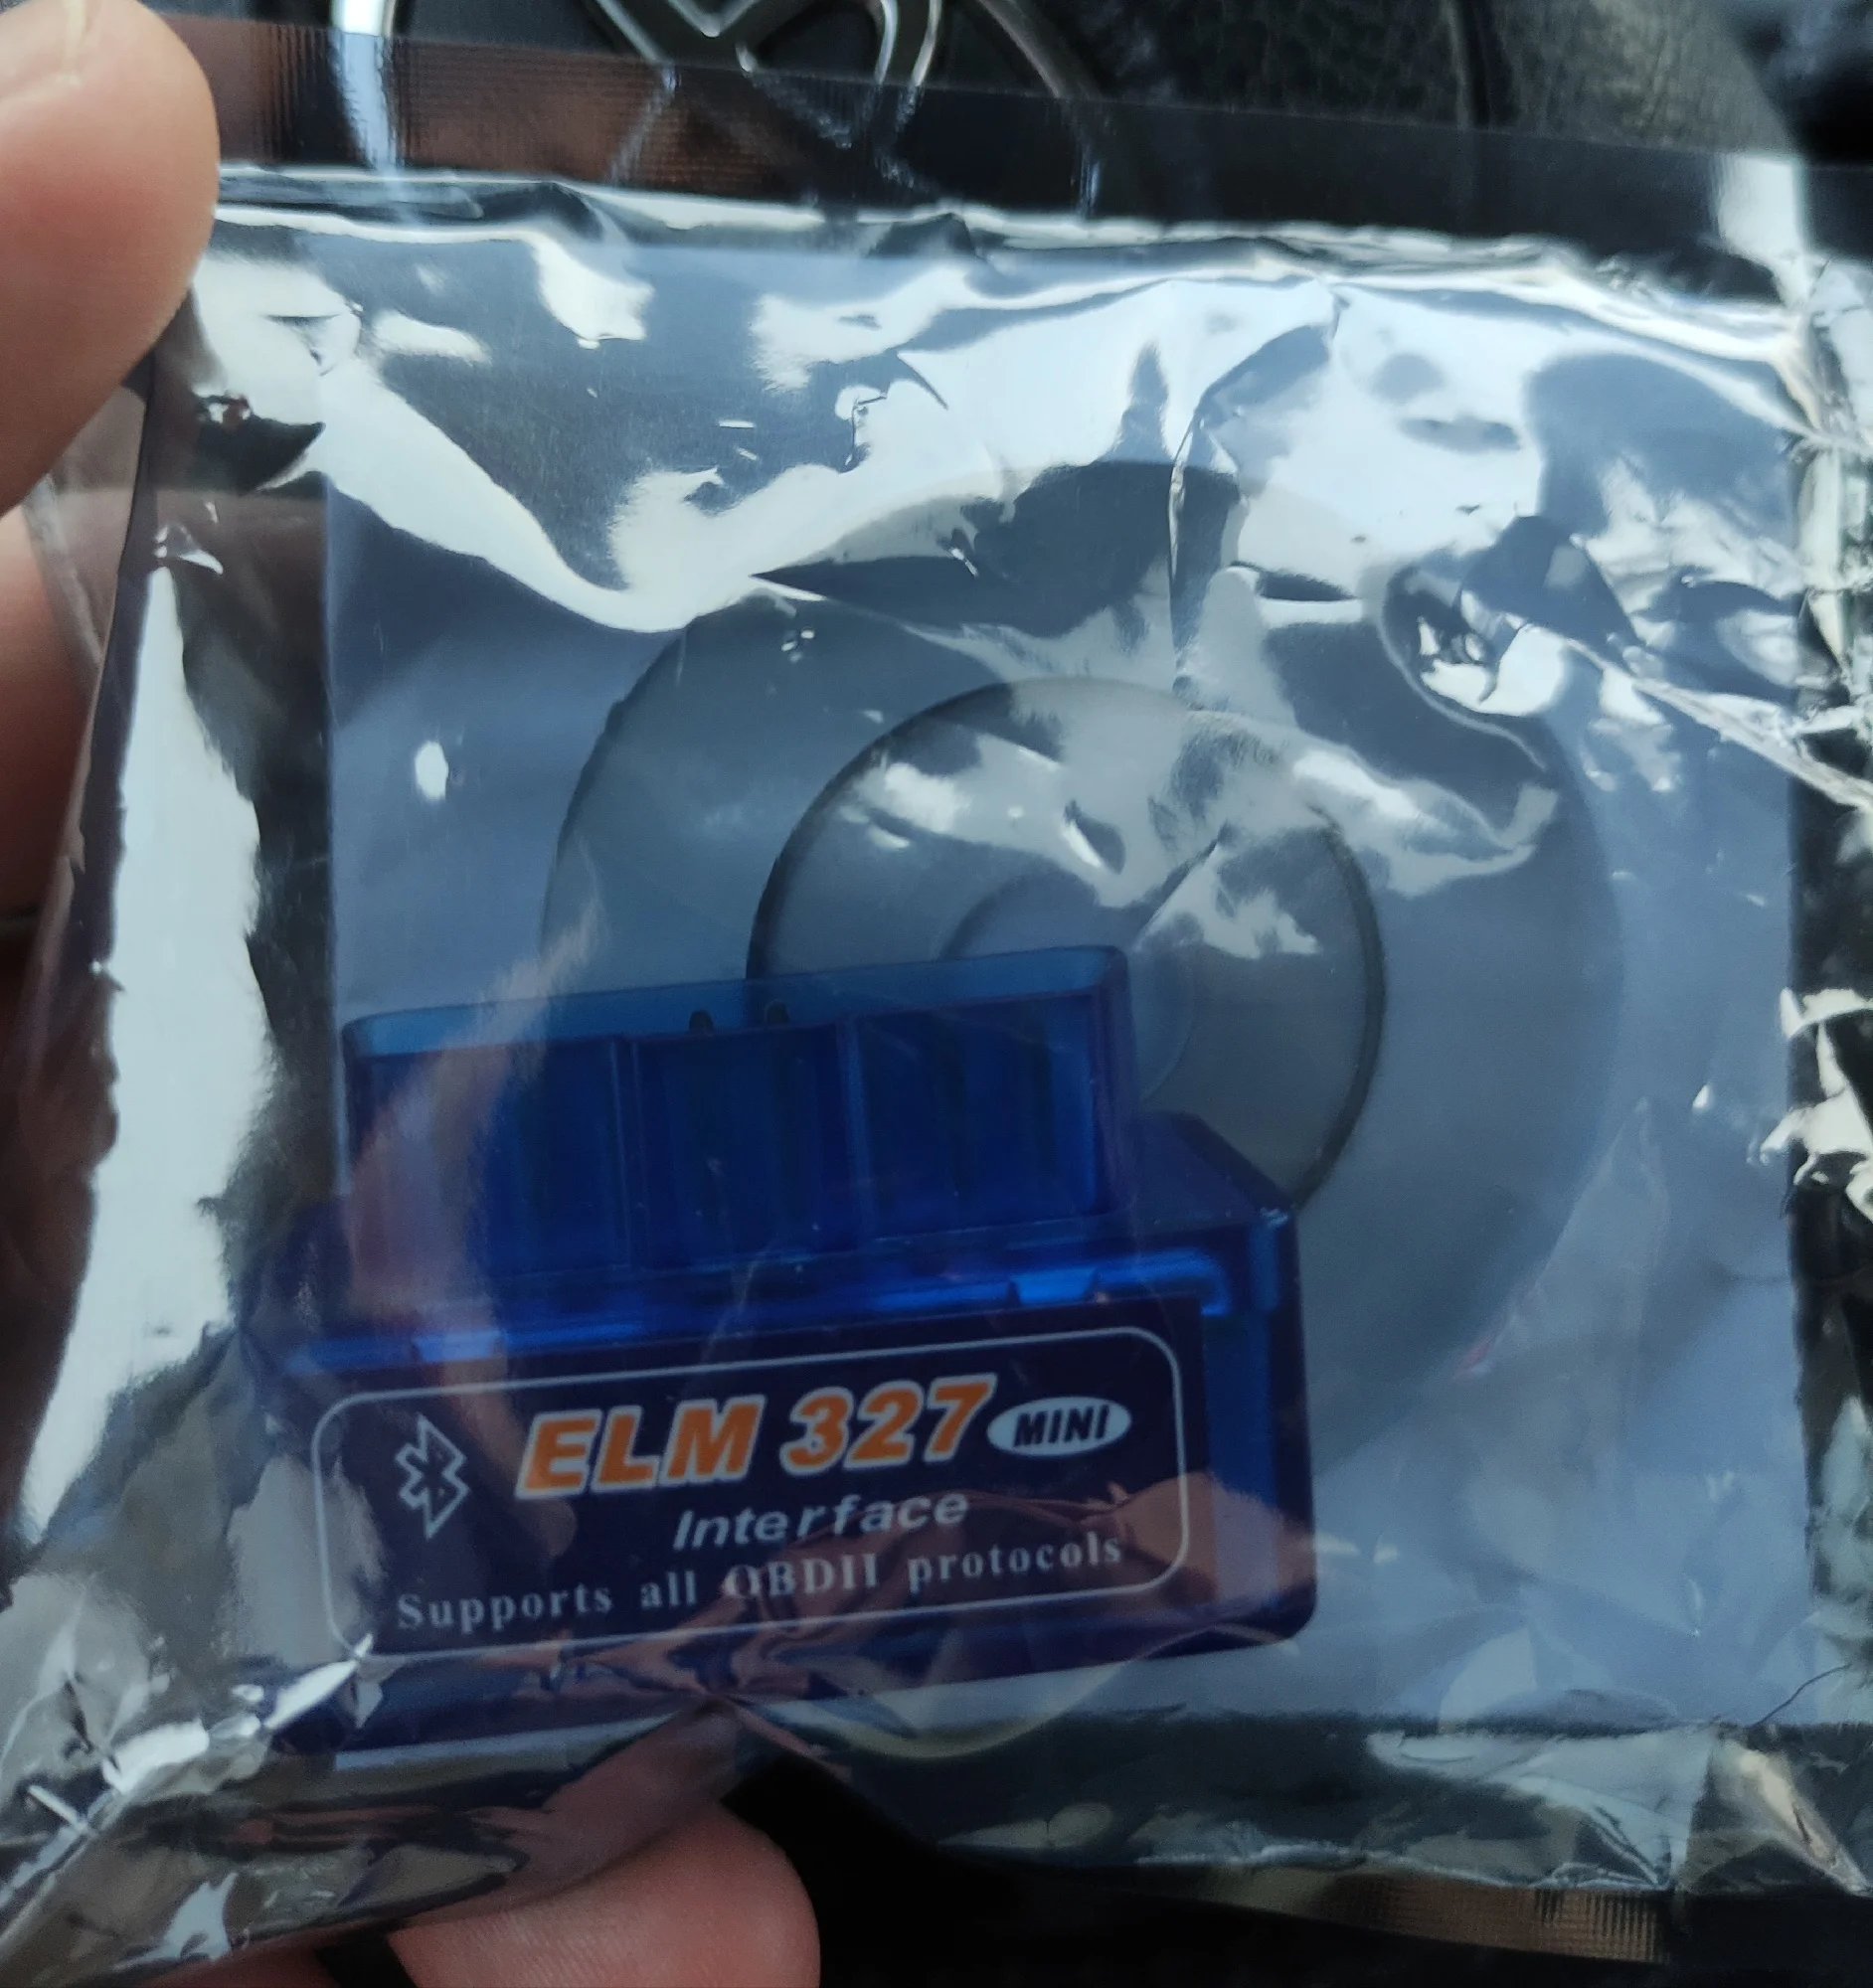 ELM 327 MINI
Interface
Supports all OBDII protocols